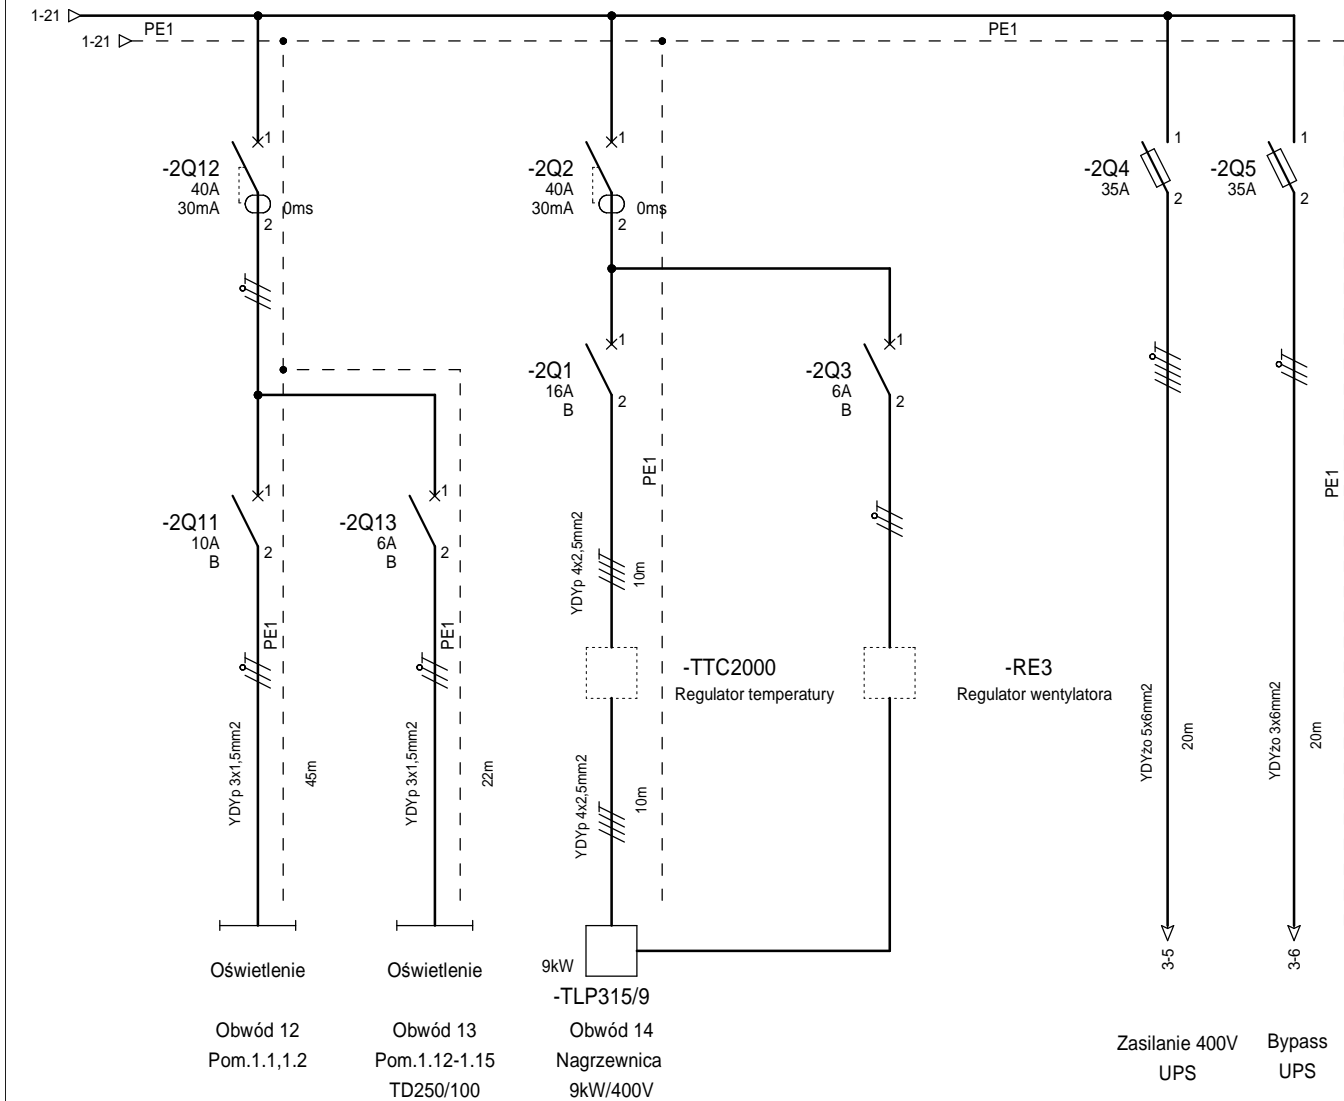 1-21
PE1
PE1
1-21
1
1
1
1
-2Q12
40A
30mA
0ms
2
-2Q2
40A
30mA
0ms
2
-2Q4
35A
2
-2Q5
35A
2
1
-2Q1
16A
B
2
1
-2Q3
6A
B
2
PE1
PE1
1
-2Q11
10A
B
2
1
-2Q13
6A
B
2
YDYp 4x2,5mm2
10m
PE1
PE1
-TTC2000
Regulator temperatury
-RE3
Regulator wentylatora
YDYp 3x1,5mm2
45m
YDYp 3x1,5mm2
22m
YDYp 4x2,5mm2
10m
YDYżo 5x6mm2
20m
YDYżo 3x6mm2
20m
3-5
3-6
Oświetlenie
Oświetlenie
9kW
-TLP315/9
Obwód 12
Pom.1.1,1.2
Obwód 13
Pom.1.12-1.15
TD250/100
Obwód 14
Nagrzewnica
9kW/400V
Zasilanie 400V
UPS
Bypass
UPS